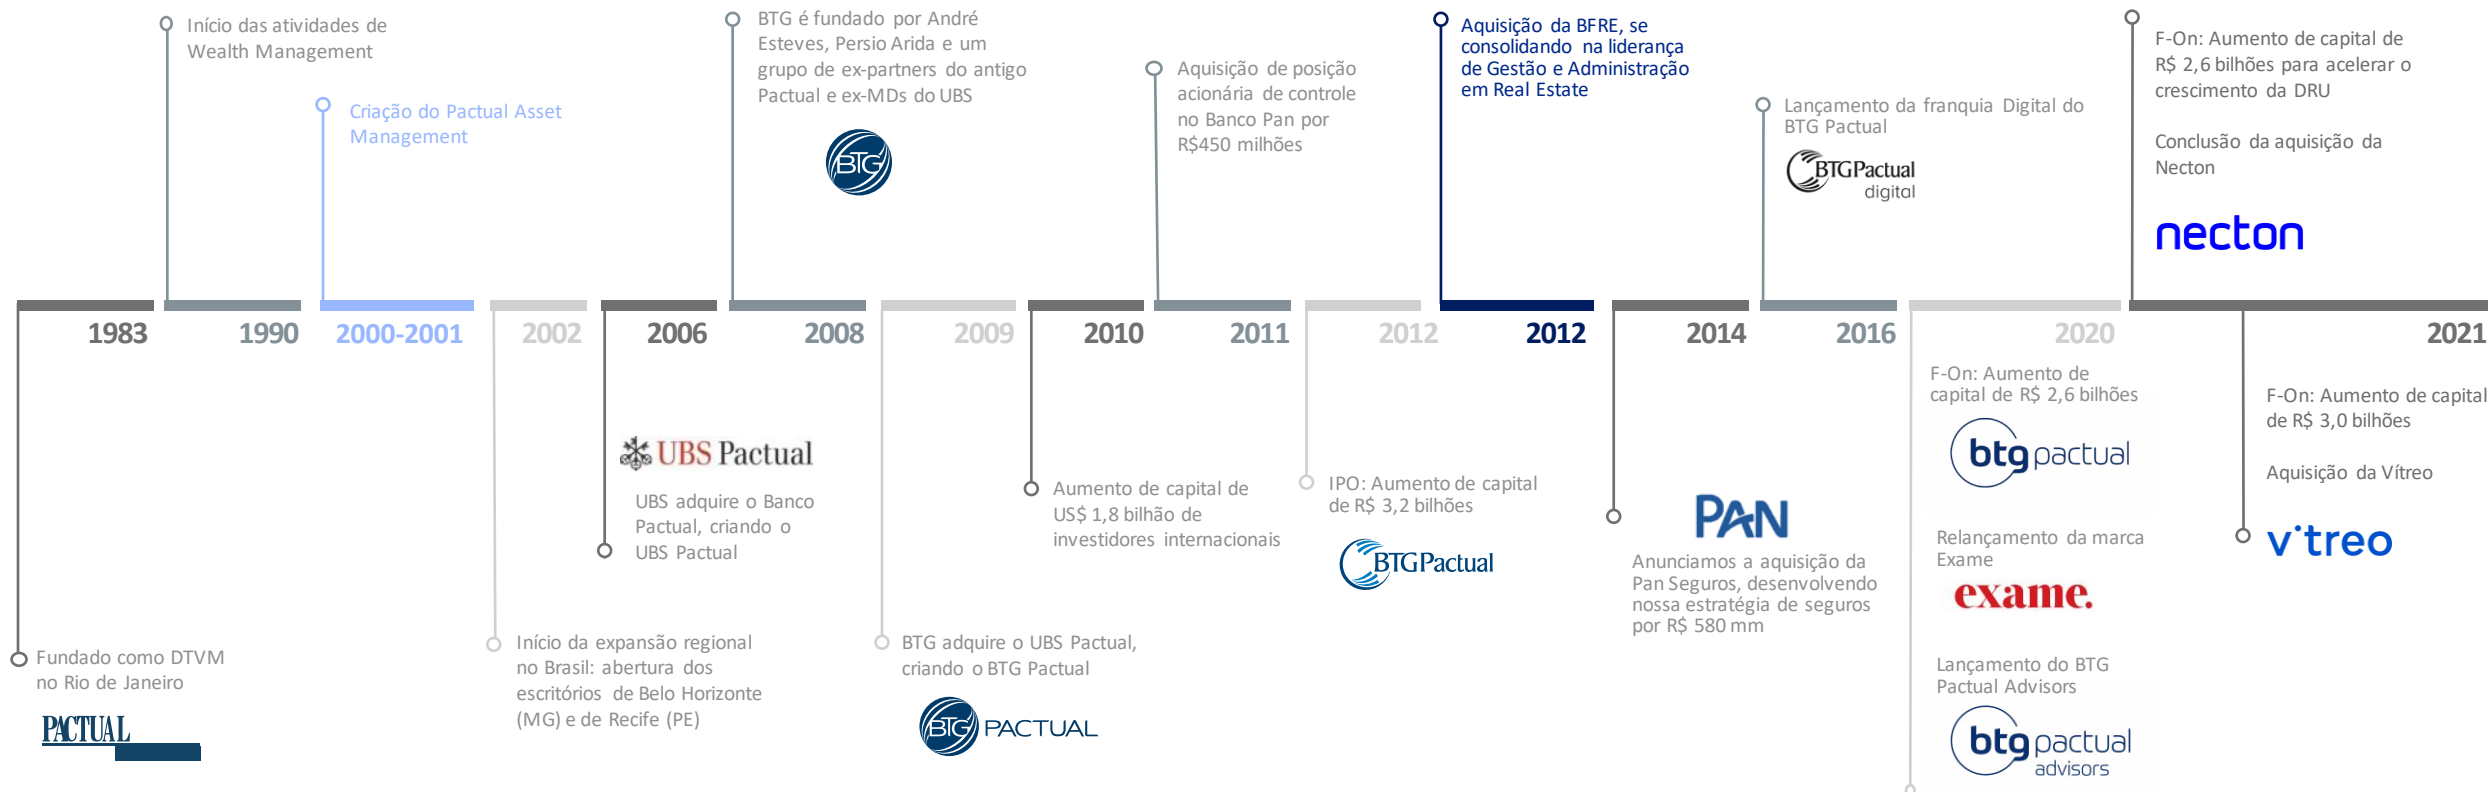 Início das atividades de
Wealth Management
Criação do Pactual Asset
Management
BTG é fundado por André
Esteves, Persio Arida e um
grupo de ex-partners do antigo
Pactual e ex-MDs do UBS
BTG
Aquisição de posição
acionária de controle
no Banco Pan por
R$450 milhões
Aquisição da BFRE, se
consolidando na liderança
de Gestão e Administração
em Real Estate
Lançamento da franquia Digital do
BTG Pactual
BTGPactual
digital
F-On: Aumento de capital de
R$ 2,6 bilhões para acelerar o
crescimento da DRU
Conclusão da aquisição da
Necton
necton
1983
1990
2000-2001
2002
2006
2008
2009
2010
2011
2012
2012
2014
2016
2020
2021
Fundado como DTVM
no Rio de Janeiro
PACTUAL
Início da expansão regional
no Brasil: abertura dos
escritórios de Belo Horizonte
(MG) e de Recife (PE)
UBS Pactual
UBS adquire o Banco
Pactual, criando o
UBS Pactual
BTG adquire o UBS Pactual,
criando o BTG Pactual
BTG PACTUAL
Aumento de capital de
US$ 1,8 bilhão de
investidores internacionais
IPO: Aumento de capital
de R$ 3,2 bilhões
BTGPactual
PAN
Anunciamos a aquisição da
Pan Seguros, desenvolvendo
nossa estratégia de seguros
por R$ 580 mm
F-On: Aumento de
capital de R$ 2,6 bilhões
btg pactual
Relançamento da marca
Exame
exame.
Lançamento do BTG
Pactual Advisors
btg pactual
advisors
F-On: Aumento de capital
de R$ 3,0 bilhões
Aquisição da Vítreo
vitreo